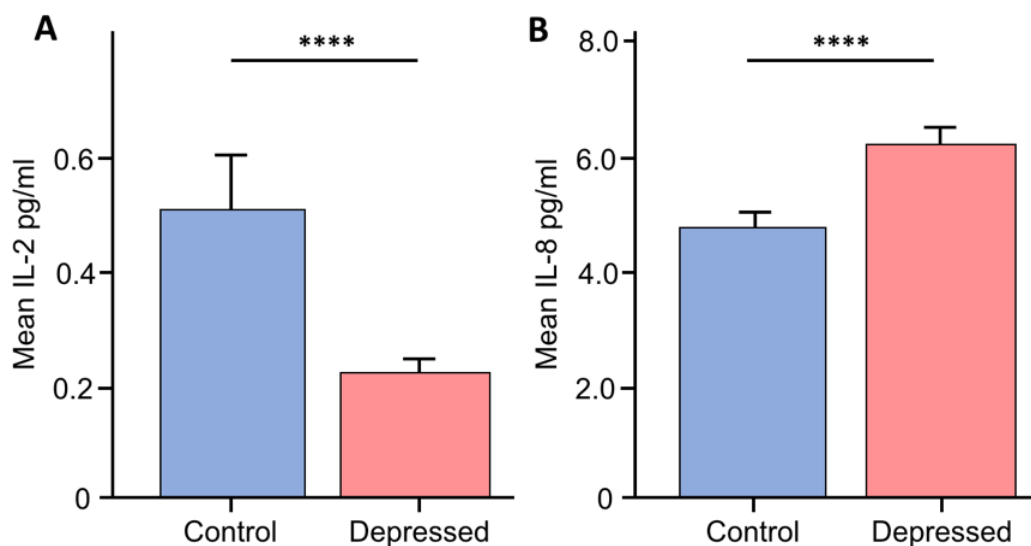 A
****
Mean IL-2 pg/ml
0.6
0.4
0.2
0
Control
Depressed
B
****
Mean IL-8 pg/ml
8.0
6.0
4.0
2.0
0
Control
Depressed